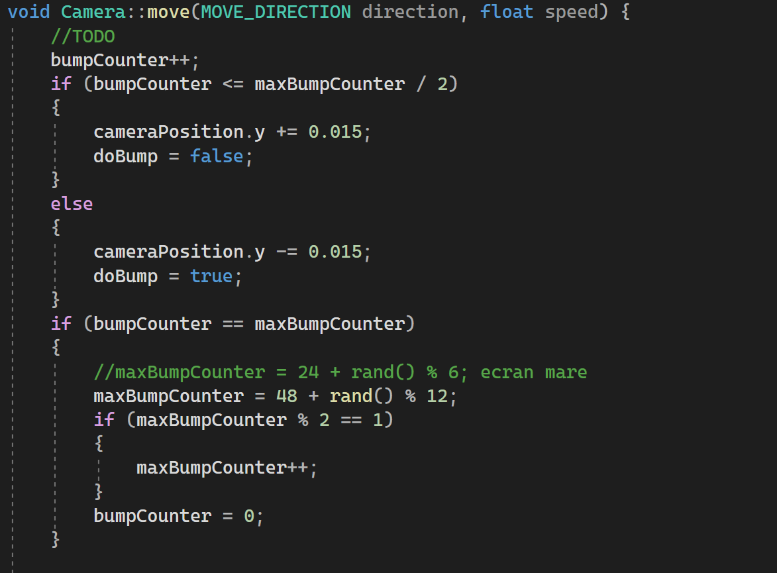 void Camera::move(MOVE_DIRECTION direction, float speed) {
//TODO
bumpCounter++;
if (bumpCounter <= maxBumpCounter / 2)
{
cameraPosition.y += 0.015;
doBump = false;
}
else
{
cameraPosition.y -= 0.015;
doBump = true;
}
if (bumpCounter == maxBumpCounter)
{
//maxBumpCounter = 24 + rand() % 6; ecran mare
maxBumpCounter = 48 + rand() % 12;
if (maxBumpCounter % 2 == 1)
{
maxBumpCounter++;
}
bumpCounter = 0;
}